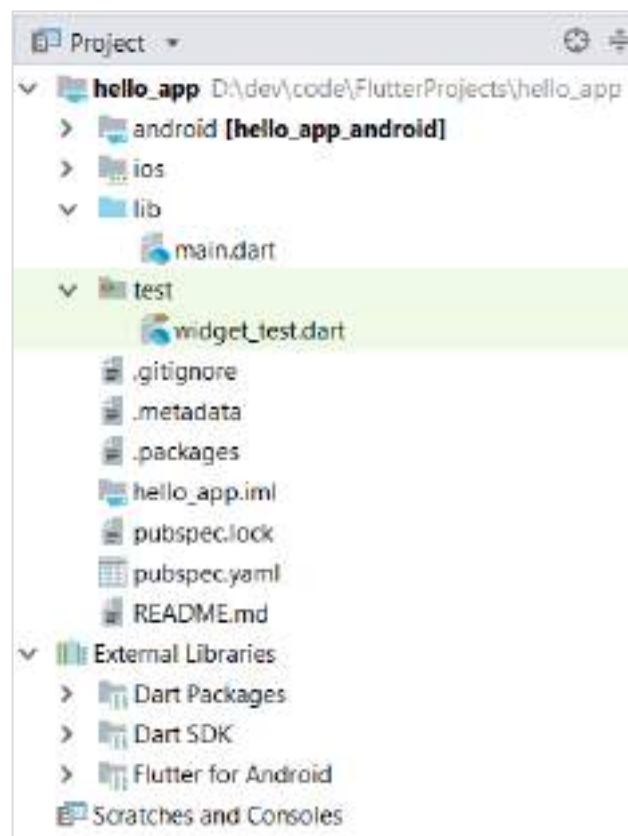 Project
hello_app D:\dev\code\FlutterProjects\hello_app
android [hello_app_android]
ios
lib
main.dart
test
widget_test.dart
.gitignore
.metadata
.packages
hello_app.iml
pubspec.lock
pubspec.yaml
README.md
External Libraries
Dart Packages
Dart SDK
Flutter for Android
Scratches and Consoles